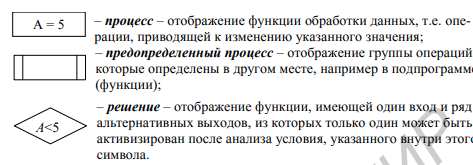 A = 5
– процесс – отображение функции обработки данных, т.е. опе-
рации, приводящей к изменению указанного значения;
– предопределенный процесс – отображение группы операций
которые определены в другом месте, например в подпрограмм
(функции);
A<5
– решение – отображение функции, имеющей один вход и ряд
альтернативных выходов, из которых только один может быть
активизирован после анализа условия, указанного внутри этого
символа.
ИР